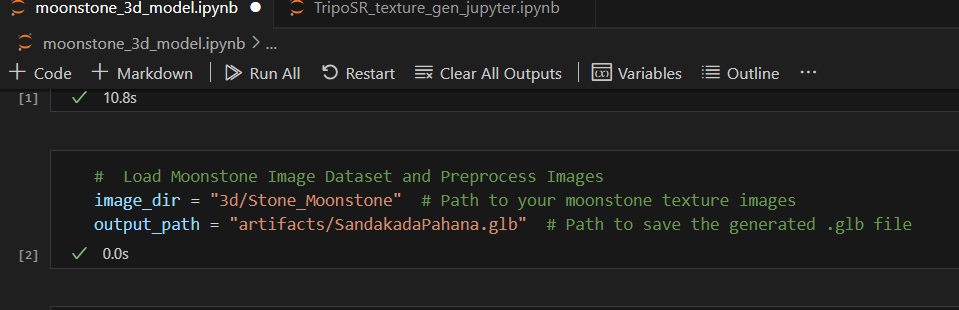 moonstone_3d_model.ipynb TripoSR_texture_gen_jupyter.ipynb
moonstone_3d_model.ipynb > ...
+ Code + Markdown Run All Restart Clear All Outputs Variables Outline ...
[1] ✓ 10.8s
# Load Moonstone Image Dataset and Preprocess Images
image_dir = "3d/Stone_Moonstone" # Path to your moonstone texture images
output_path = "artifacts/SandakadaPahana.glb" # Path to save the generated .glb file
[2] ✓ 0.0s